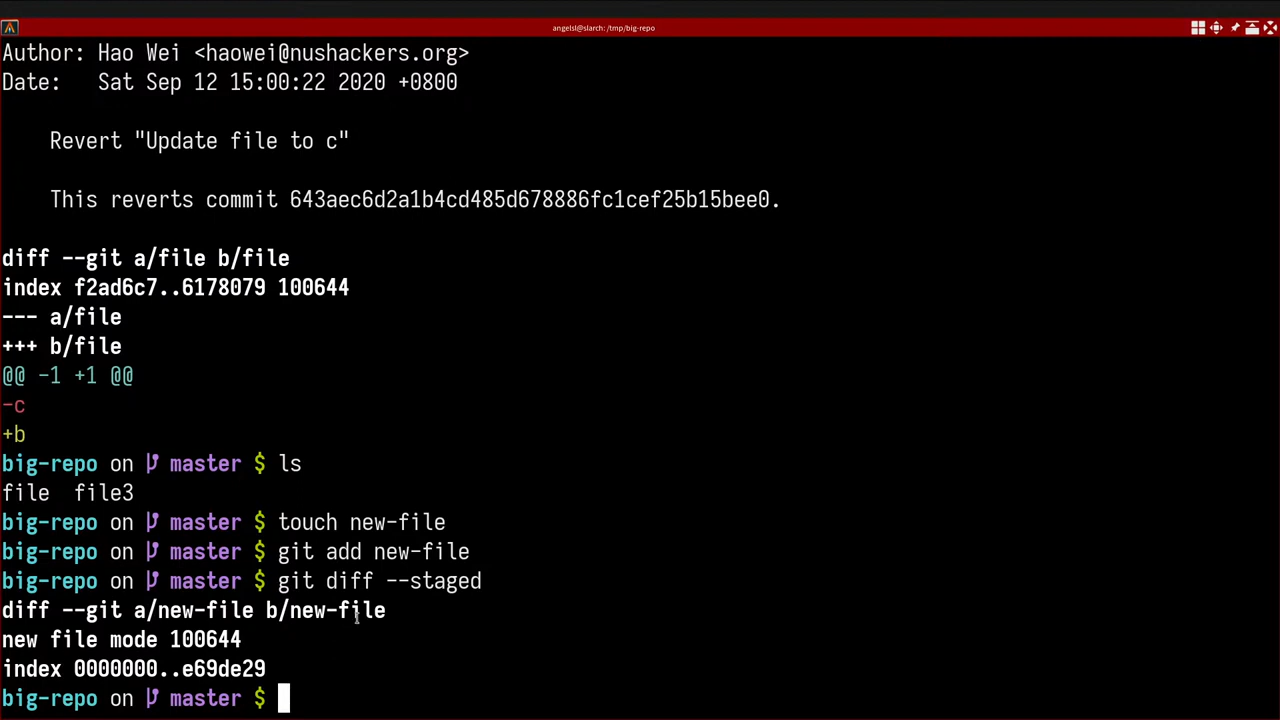 angelsl@slarch: /tmp/big-repo
Author: Hao Wei <haowei@nushackers.org>
Date:   Sat Sep 12 15:00:22 2020 +0800
    Revert "Update file to c"
    This reverts commit 643aec6d2a1b4cd485d678886fc1cef25b15bee0.
diff --git a/file b/file
index f2ad6c7..6178079 100644
--- a/file
+++ b/file
@@ -1 +1 @@
-c
+b
big-repo on master $ ls
file  file3
big-repo on master $ touch new-file
big-repo on master $ git add new-file
big-repo on master $ git diff --staged
diff --git a/new-file b/new-file
new file mode 100644
index 0000000..e69de29
big-repo on master $